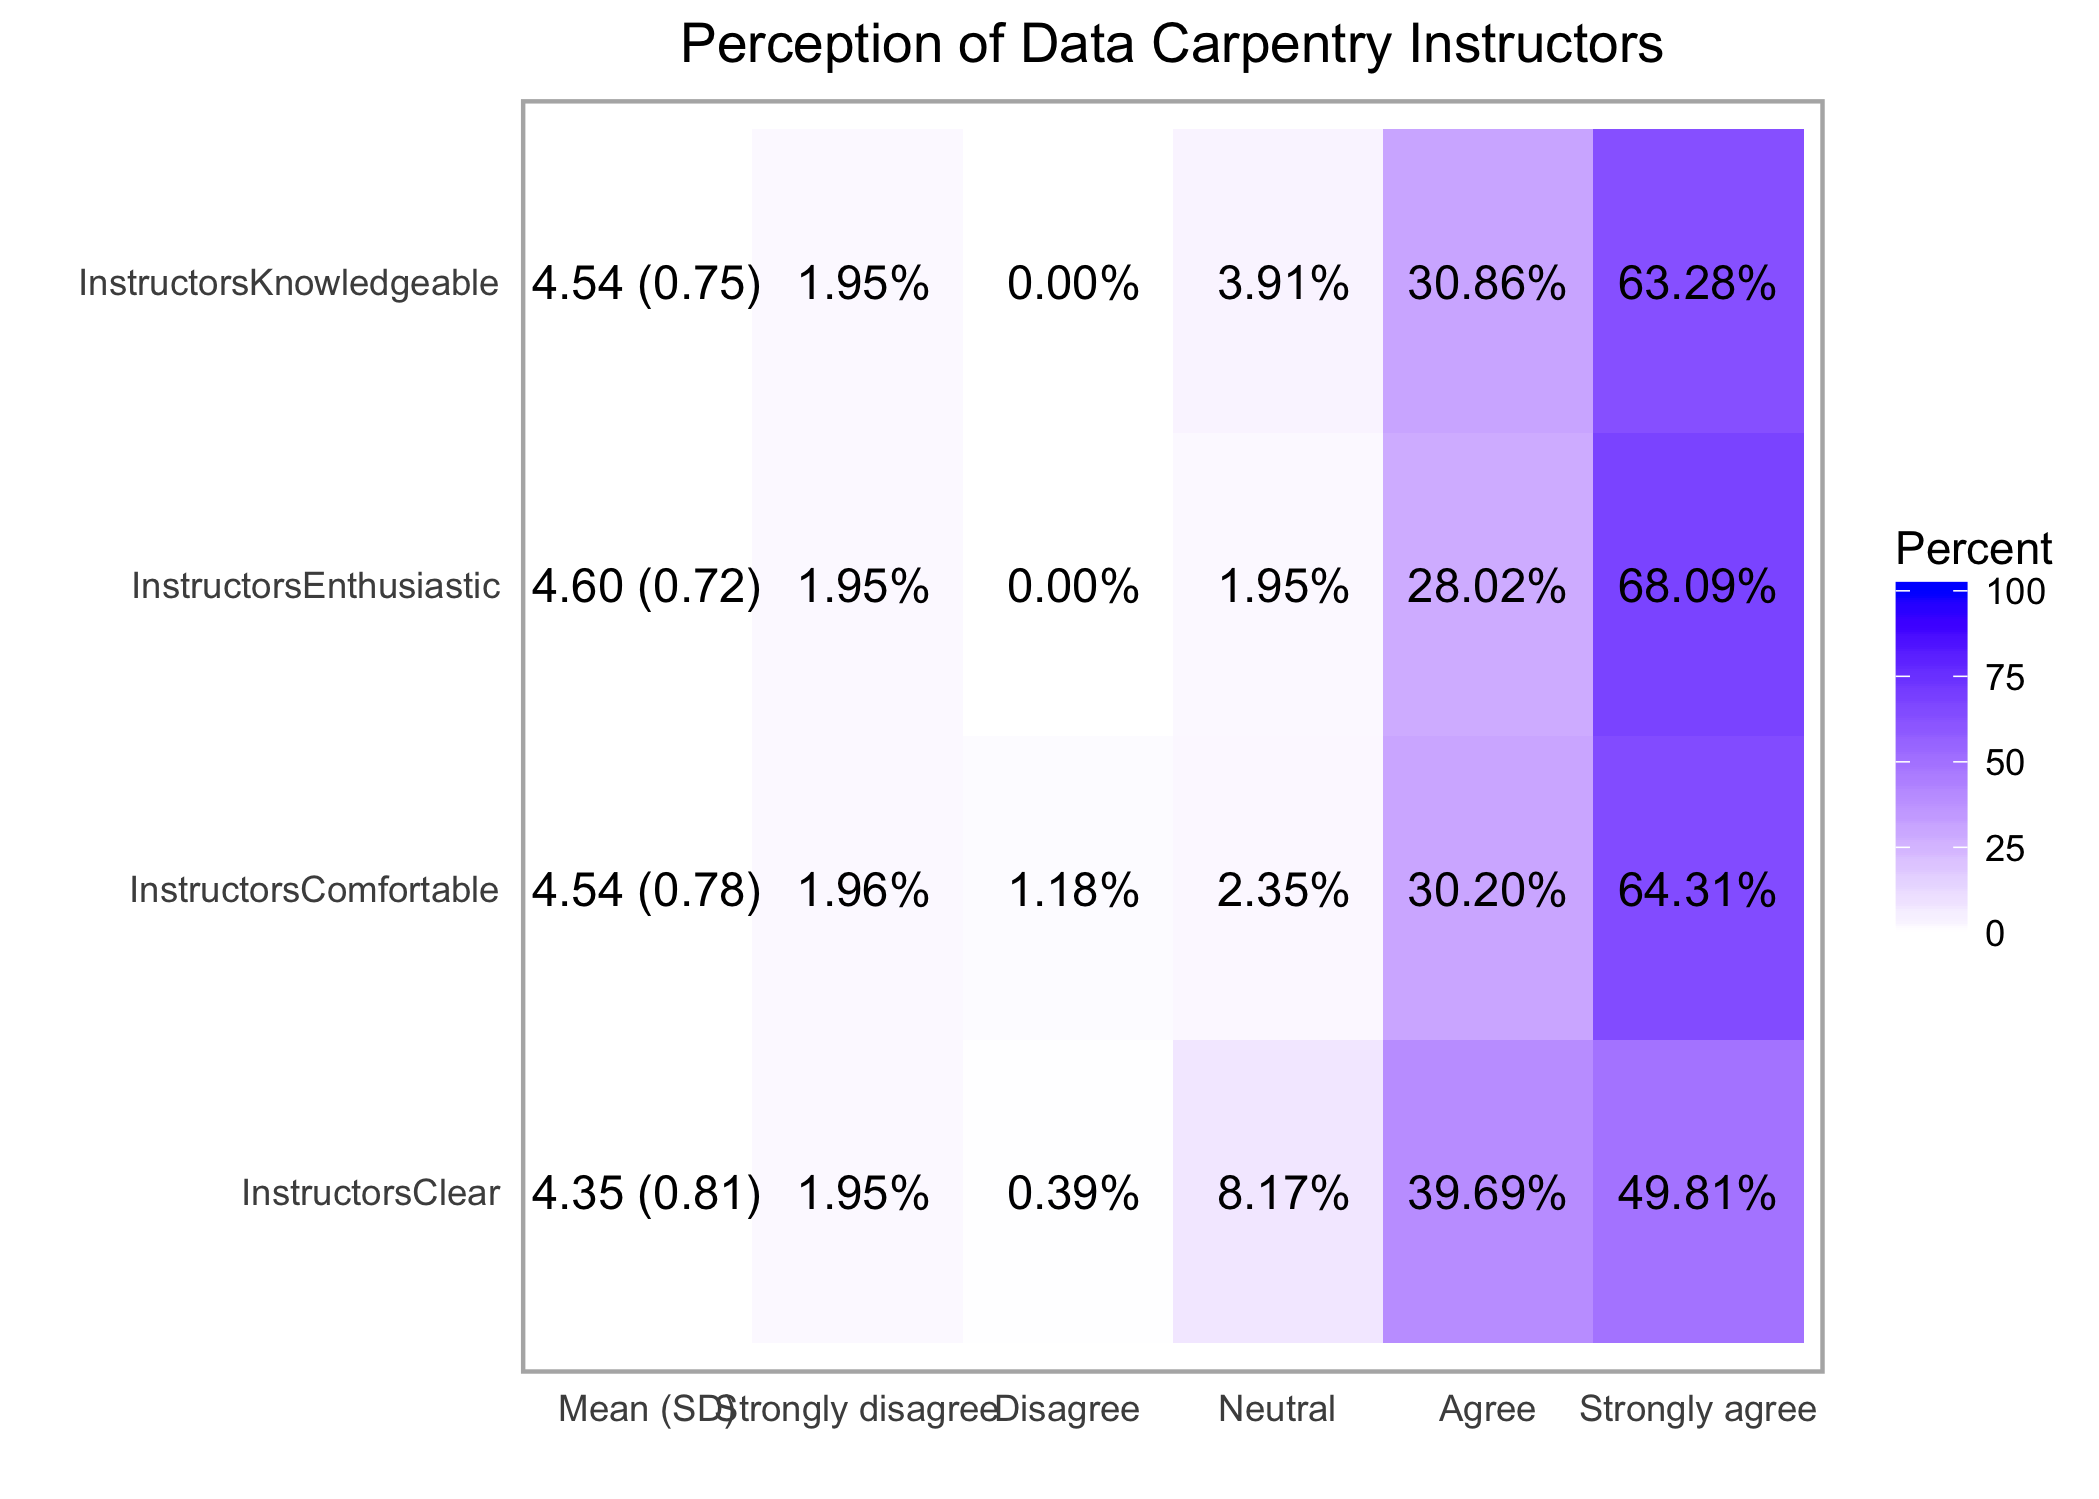 Perception of Data Carpentry Instructors
InstructorsKnowledgeable 4.54 (0.75) 1.95% 0.00% 3.91% 30.86% 63.28%
InstructorsEnthusiastic 4.60 (0.72) 1.95% 0.00% 1.95% 28.02% 68.09%
InstructorsComfortable 4.54 (0.78) 1.96% 1.18% 2.35% 30.20% 64.31%
InstructorsClear 4.35 (0.81) 1.95% 0.39% 8.17% 39.69% 49.81%
Mean (SD) Strongly disagree Disagree Neutral Agree Strongly agree
Percent
100
75
50
25
0